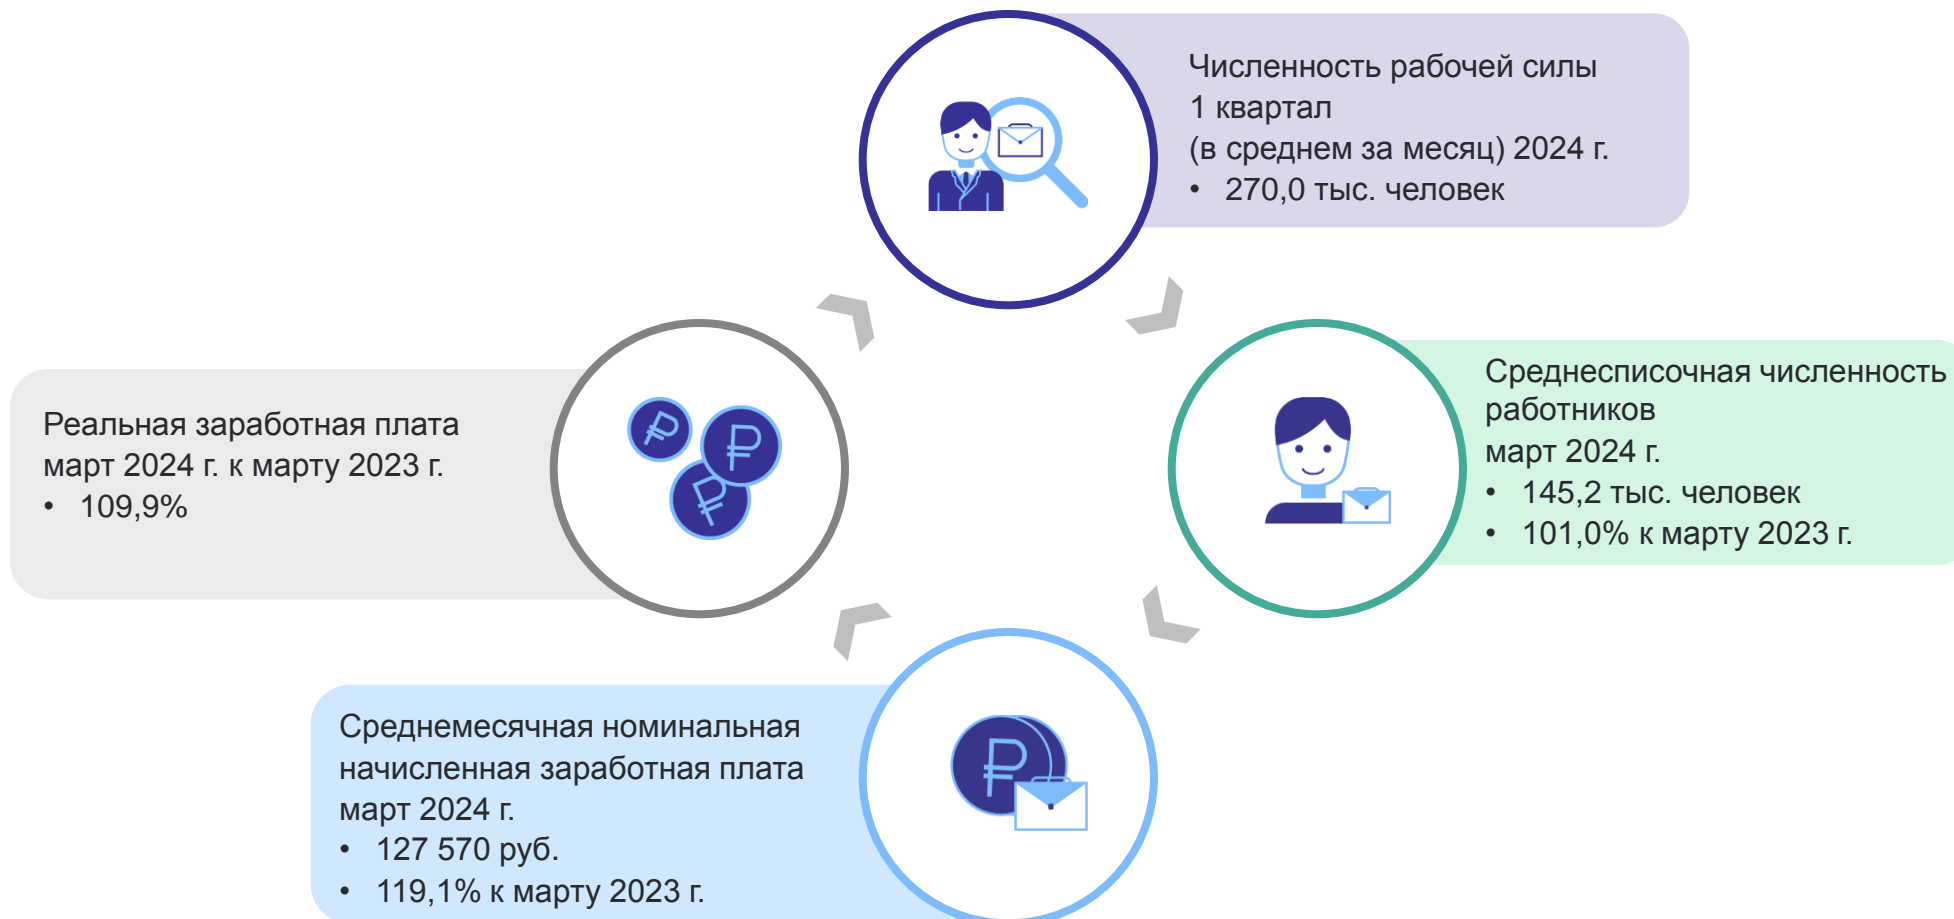 Численность рабочей силы
1 квартал
(в среднем за месяц) 2024 г.
• 270,0 тыс. человек
Среднесписочная численность
работников
март 2024 г.
• 145,2 тыс. человек
• 101,0% к марту 2023 г.
Реальная заработная плата
март 2024 г. к марту 2023 г.
• 109,9%
Среднемесячная номинальная
начисленная заработная плата
март 2024 г.
• 127 570 руб.
• 119,1% к марту 2023 г.